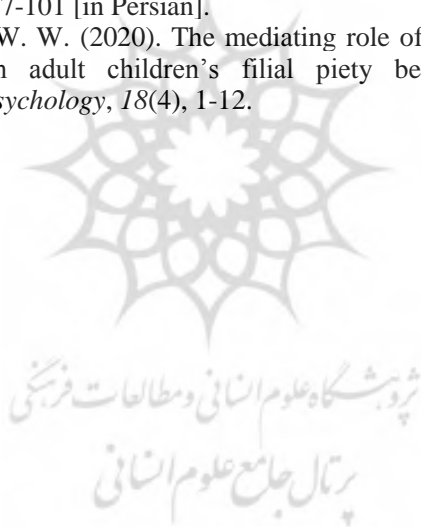 7-101 [in Persian].
W. W. (2020). The mediating role of
n adult children's filial piety be
sychology, 18(4), 1-12.
پژوهشگاه علوم انسانی و مطالعات فرهنگی
پرتال جامع علوم انسانی